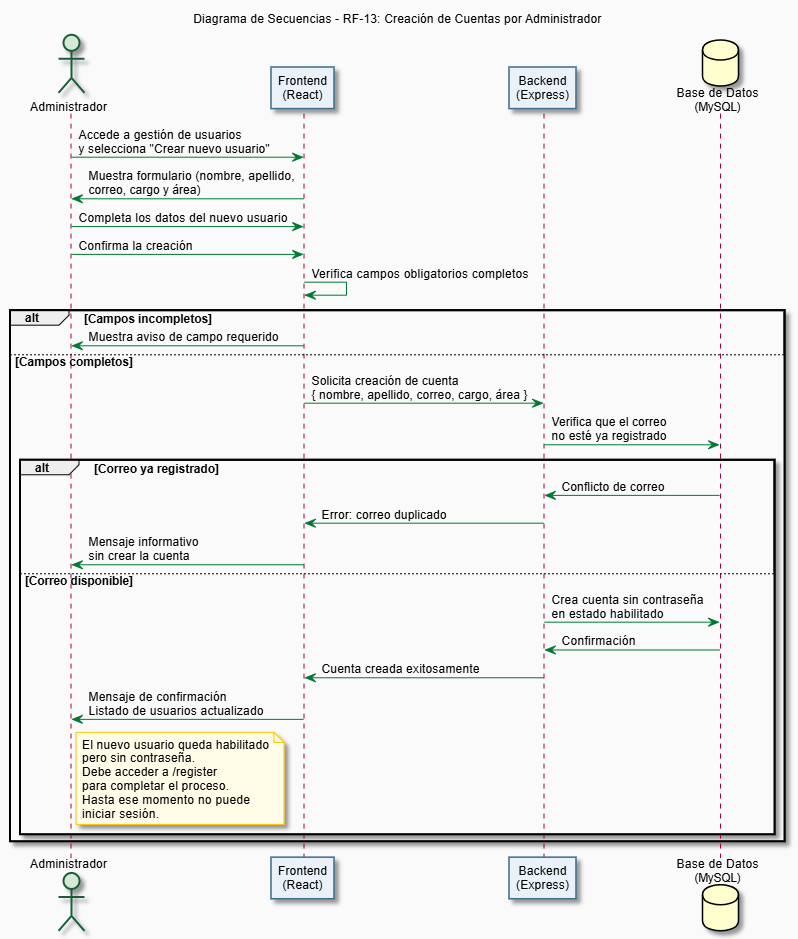 Diagrama de Secuencias - RF-13: Creación de Cuentas por Administrador
Administrador
Frontend
(React)
Backend
(Express)
Base de Datos
(MySQL)
Accede a gestión de usuarios
y selecciona "Crear nuevo usuario"
Muestra formulario (nombre, apellido,
correo, cargo y área)
Completa los datos del nuevo usuario
Confirma la creación
Verifica campos obligatorios completos
alt
[Campos incompletos]
Muestra aviso de campo requerido
[Campos completos]
Solicita creación de cuenta
{ nombre, apellido, correo, cargo, área }
Verifica que el correo
no esté ya registrado
alt
[Correo ya registrado]
Conflicto de correo
Error: correo duplicado
Mensaje informativo
sin crear la cuenta
[Correo disponible]
Crea cuenta sin contraseña
en estado habilitado
Confirmación
Cuenta creada exitosamente
Mensaje de confirmación
Listado de usuarios actualizado
El nuevo usuario queda habilitado
pero sin contraseña.
Debe acceder a /register
para completar el proceso.
Hasta ese momento no puede
iniciar sesión.
Administrador
Frontend
(React)
Backend
(Express)
Base de Datos
(MySQL)